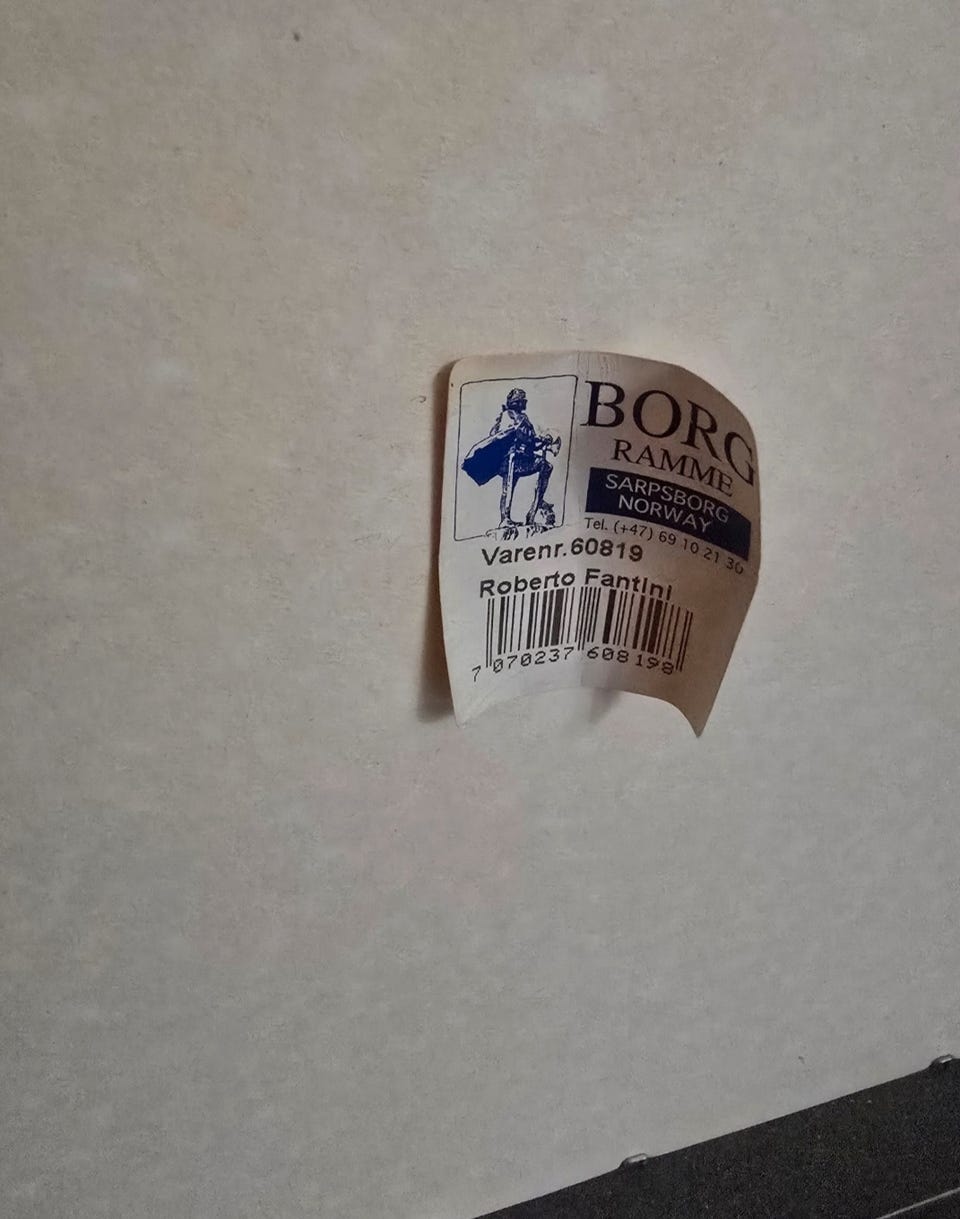 BORG
RAMME
SARPSBORG
NORWAY
Tel. (+47) 69 10 21 30
Varenr.60819
Roberto Fantini
7 070237 608198